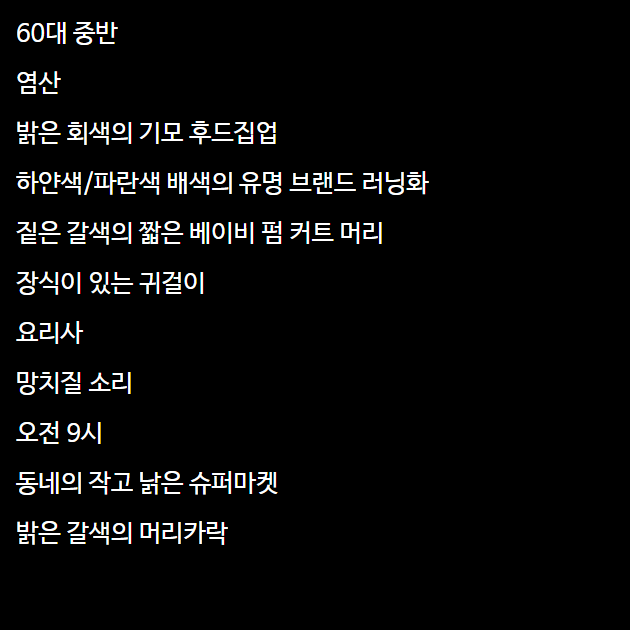 60대 중반
염산
밝은 회색의 기모 후드집업
하얀색/파란색 배색의 유명 브랜드 러닝화
짙은 갈색의 짧은 베이비 펌 커트 머리
장식이 있는 귀걸이
요리사
망치질 소리
오전 9시
동네의 작고 낡은 슈퍼마켓
밝은 갈색의 머리카락